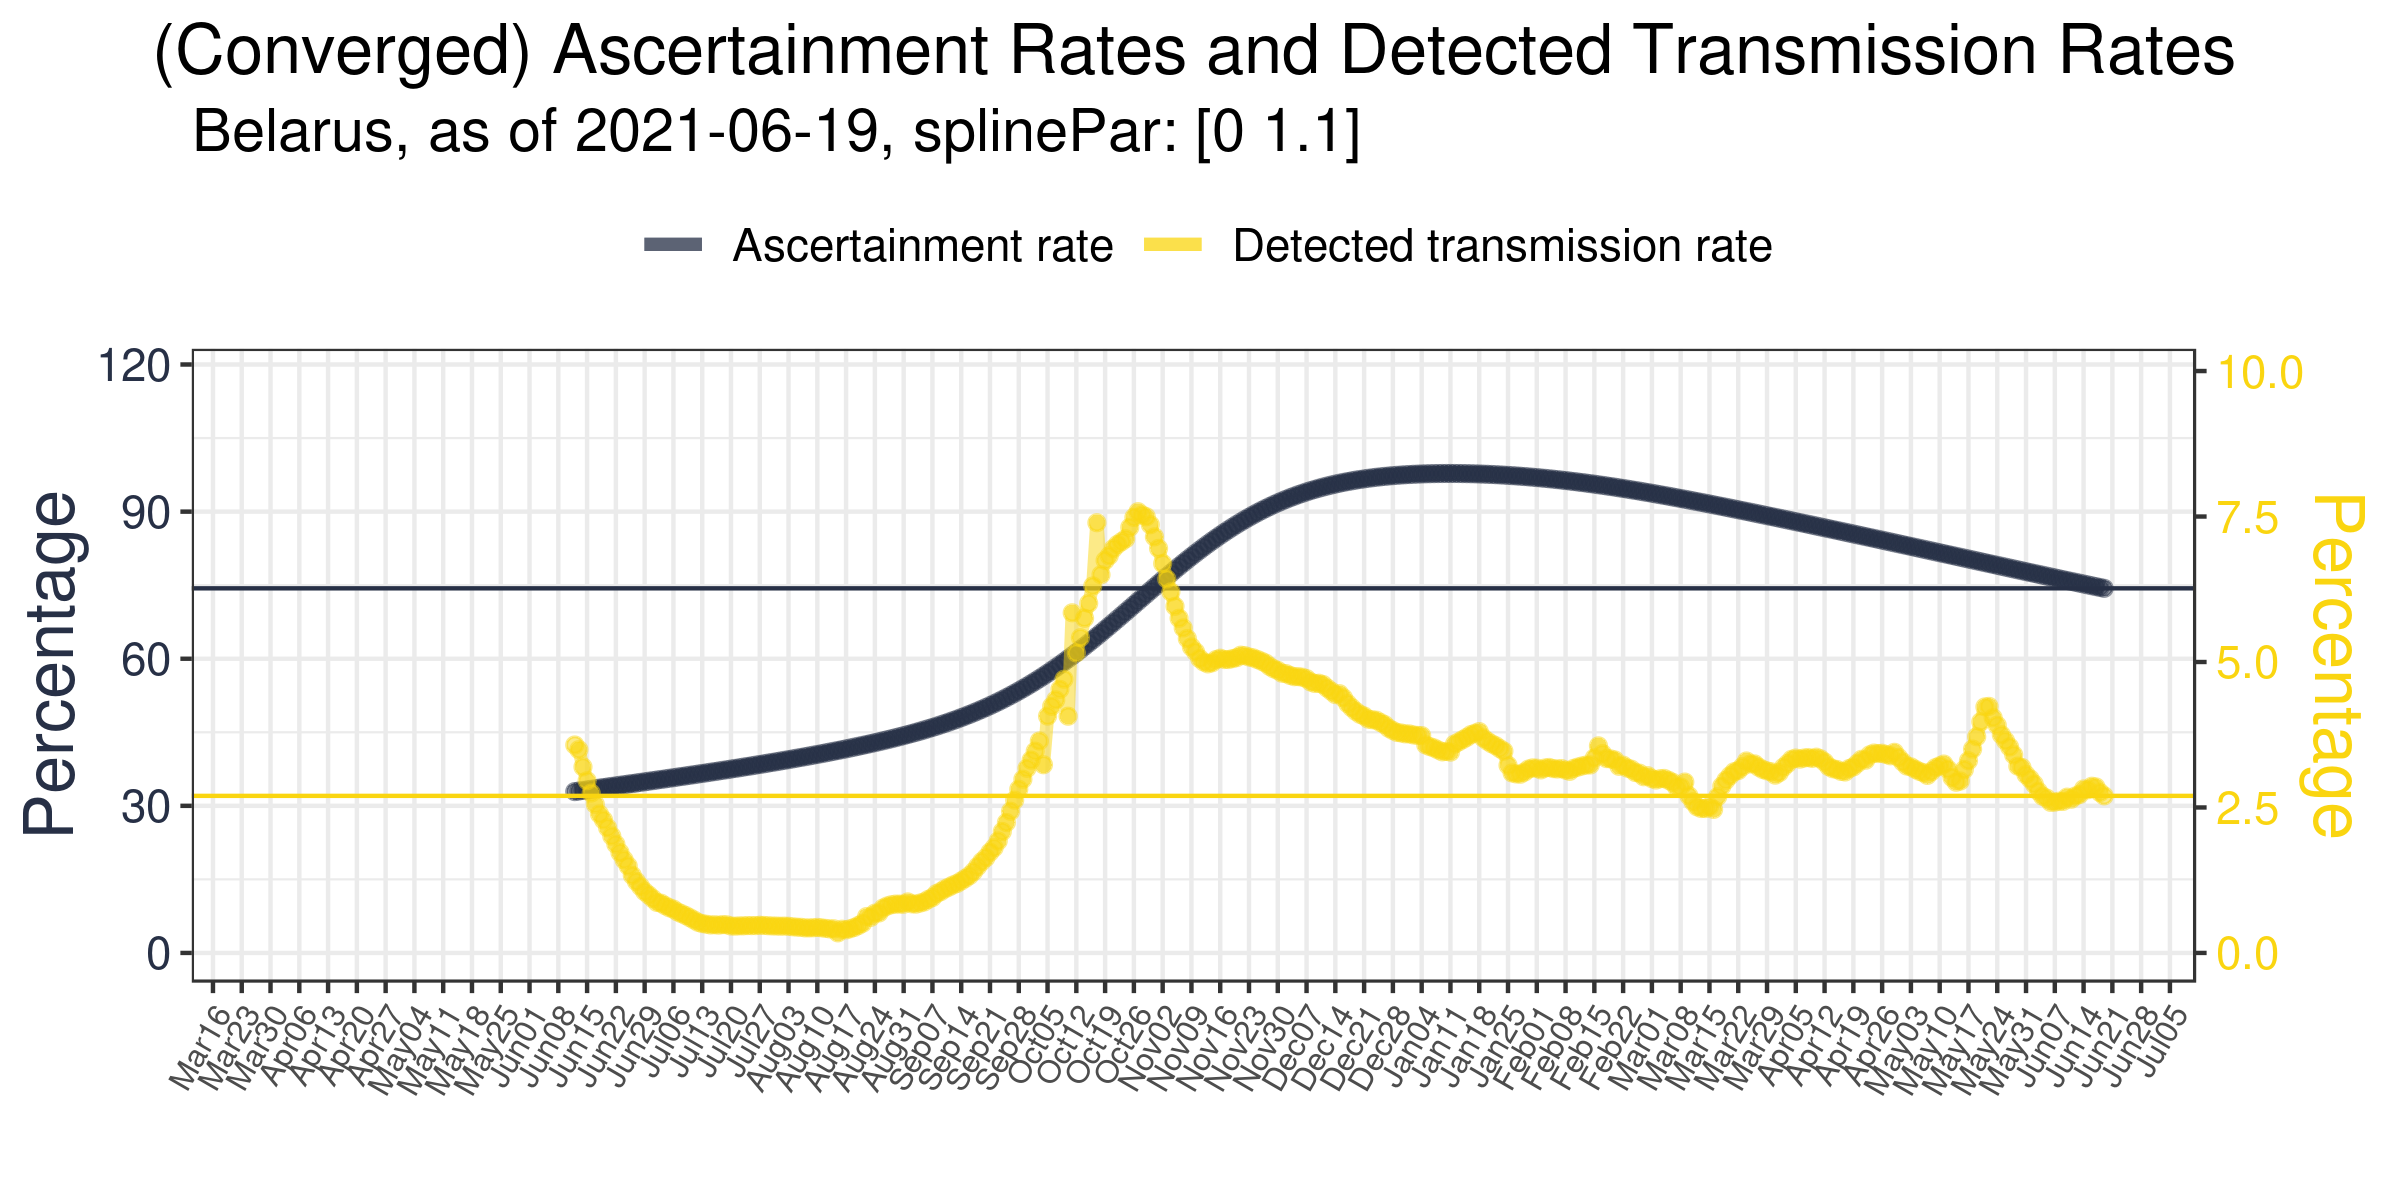 (Converged) Ascertainment Rates and Detected Transmission Rates
Belarus, as of 2021-06-19, splinePar: [0 1.1]
Ascertainment rate
Detected transmission rate
Percentage
120
90
60
30
0
10.0
7.5
5.0
2.5
0.0
Percentage
Mar16
Mar23
Mar30
Apr06
Apr13
Apr20
Apr27
May04
May11
May18
May25
Jun01
Jun08
Jun15
Jun22
Jun29
Jul06
Jul13
Jul20
Jul27
Aug03
Aug10
Aug17
Aug24
Aug31
Sep07
Sep14
Sep21
Sep28
Oct05
Oct12
Oct19
Oct26
Nov02
Nov09
Nov16
Nov23
Nov30
Dec07
Dec14
Dec21
Dec28
Jan04
Jan11
Jan18
Jan25
Feb01
Feb08
Feb15
Feb22
Mar01
Mar08
Mar15
Mar22
Mar29
Apr05
Apr12
Apr19
Apr26
May03
May10
May17
May24
May31
Jun07
Jun14
Jun21
Jun28
Jul05